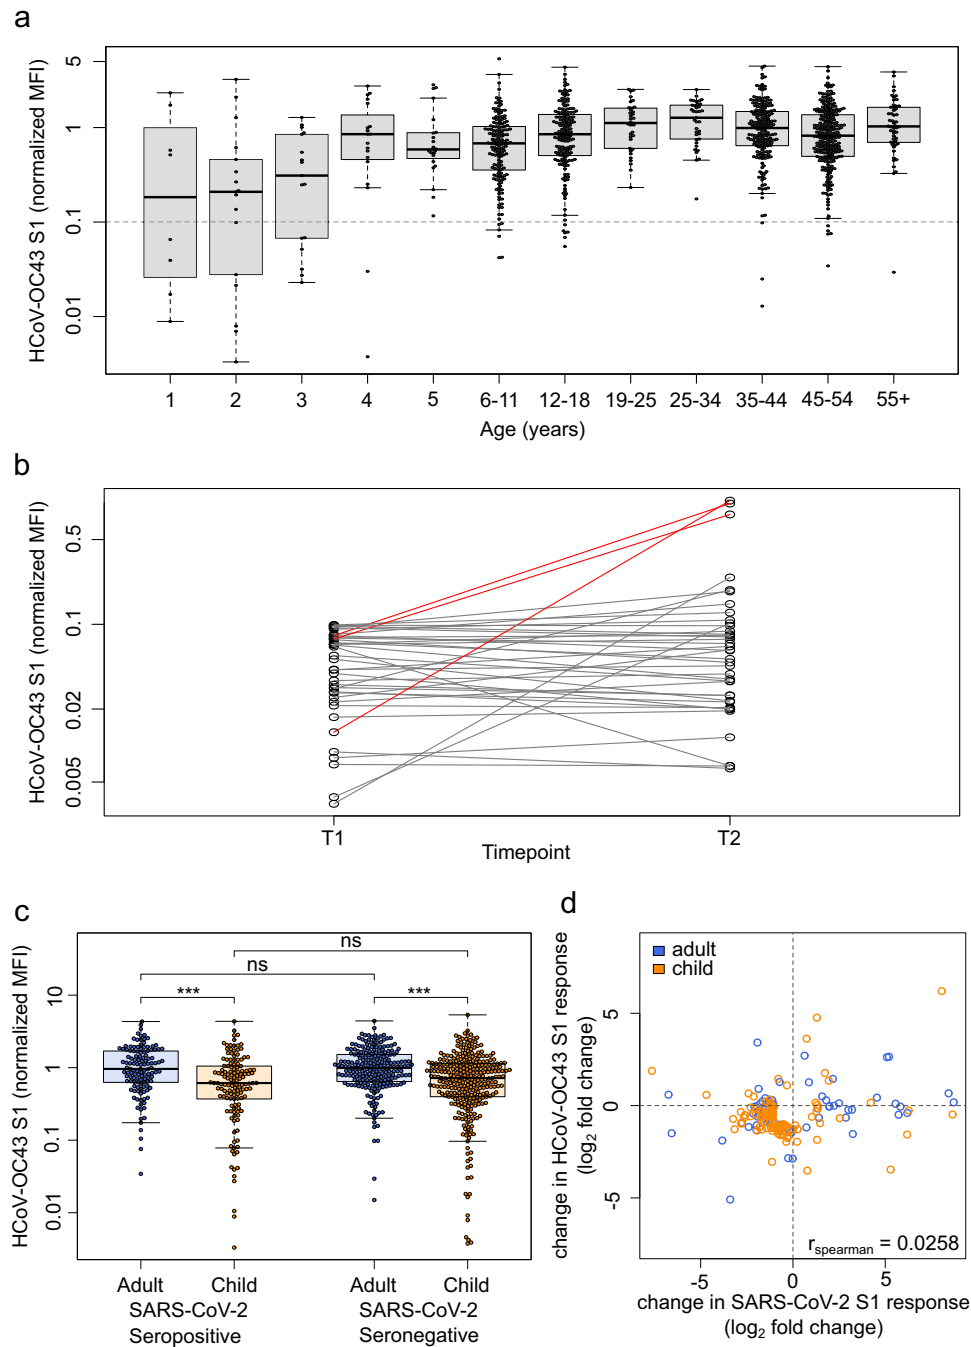 a
HCoV-OC43 S1 (normalized MFI)
5
1
0.1
0.01
1 2 3 4 5 6-11 12-18 19-25 25-34 35-44 45-54 55+
Age (years)
b
HCoV-OC43 S1 (normalized MFI)
0.5
0.1
0.02
0.005
T1 T2
Timepoint
c
HCoV-OC43 S1 (normalized MFI)
10
1
0.1
0.01
ns
ns
*** ***
Adult Child Adult Child
SARS-CoV-2 Seropositive
SARS-CoV-2 Seronegative
d
change in HCoV-OC43 S1 response
(log2 fold change)
adult
child
5
0
-5
rspearman = 0.0258
-5 0 5
change in SARS-CoV-2 S1 response
(log2 fold change)